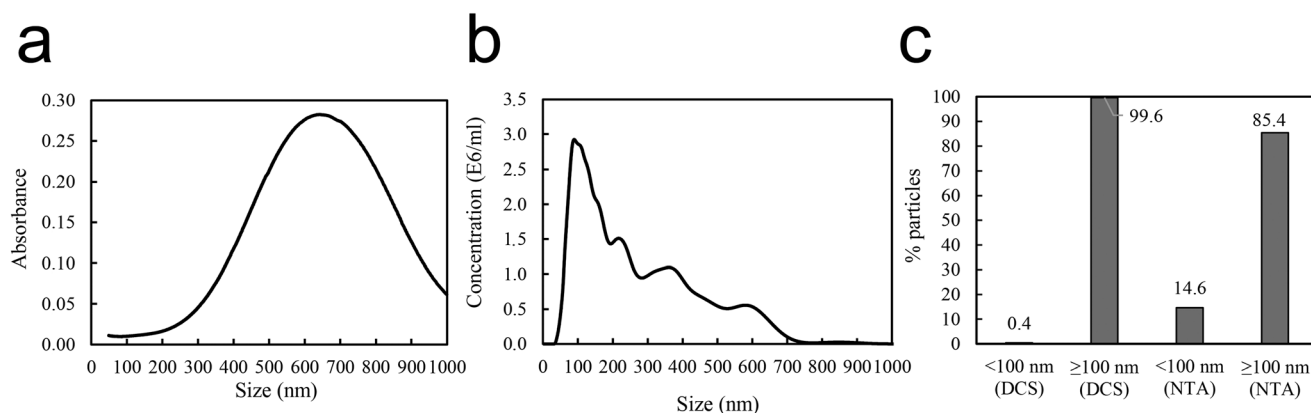 a
0.30
0.25
0.20
0.15
0.10
0.05
0.00
Absorbance
0 100 200 300 400 500 600 700 800 900 1000
Size (nm)
b
3.5
3.0
2.5
2.0
1.5
1.0
0.5
0.0
Concentration (E6/ml)
0 100 200 300 400 500 600 700 800 900 1000
Size (nm)
c
100
90
80
70
60
50
40
30
20
10
0
% particles
0.4
99.6
14.6
85.4
<100 nm
(DCS)
≥100 nm
(DCS)
<100 nm
(NTA)
≥100 nm
(NTA)